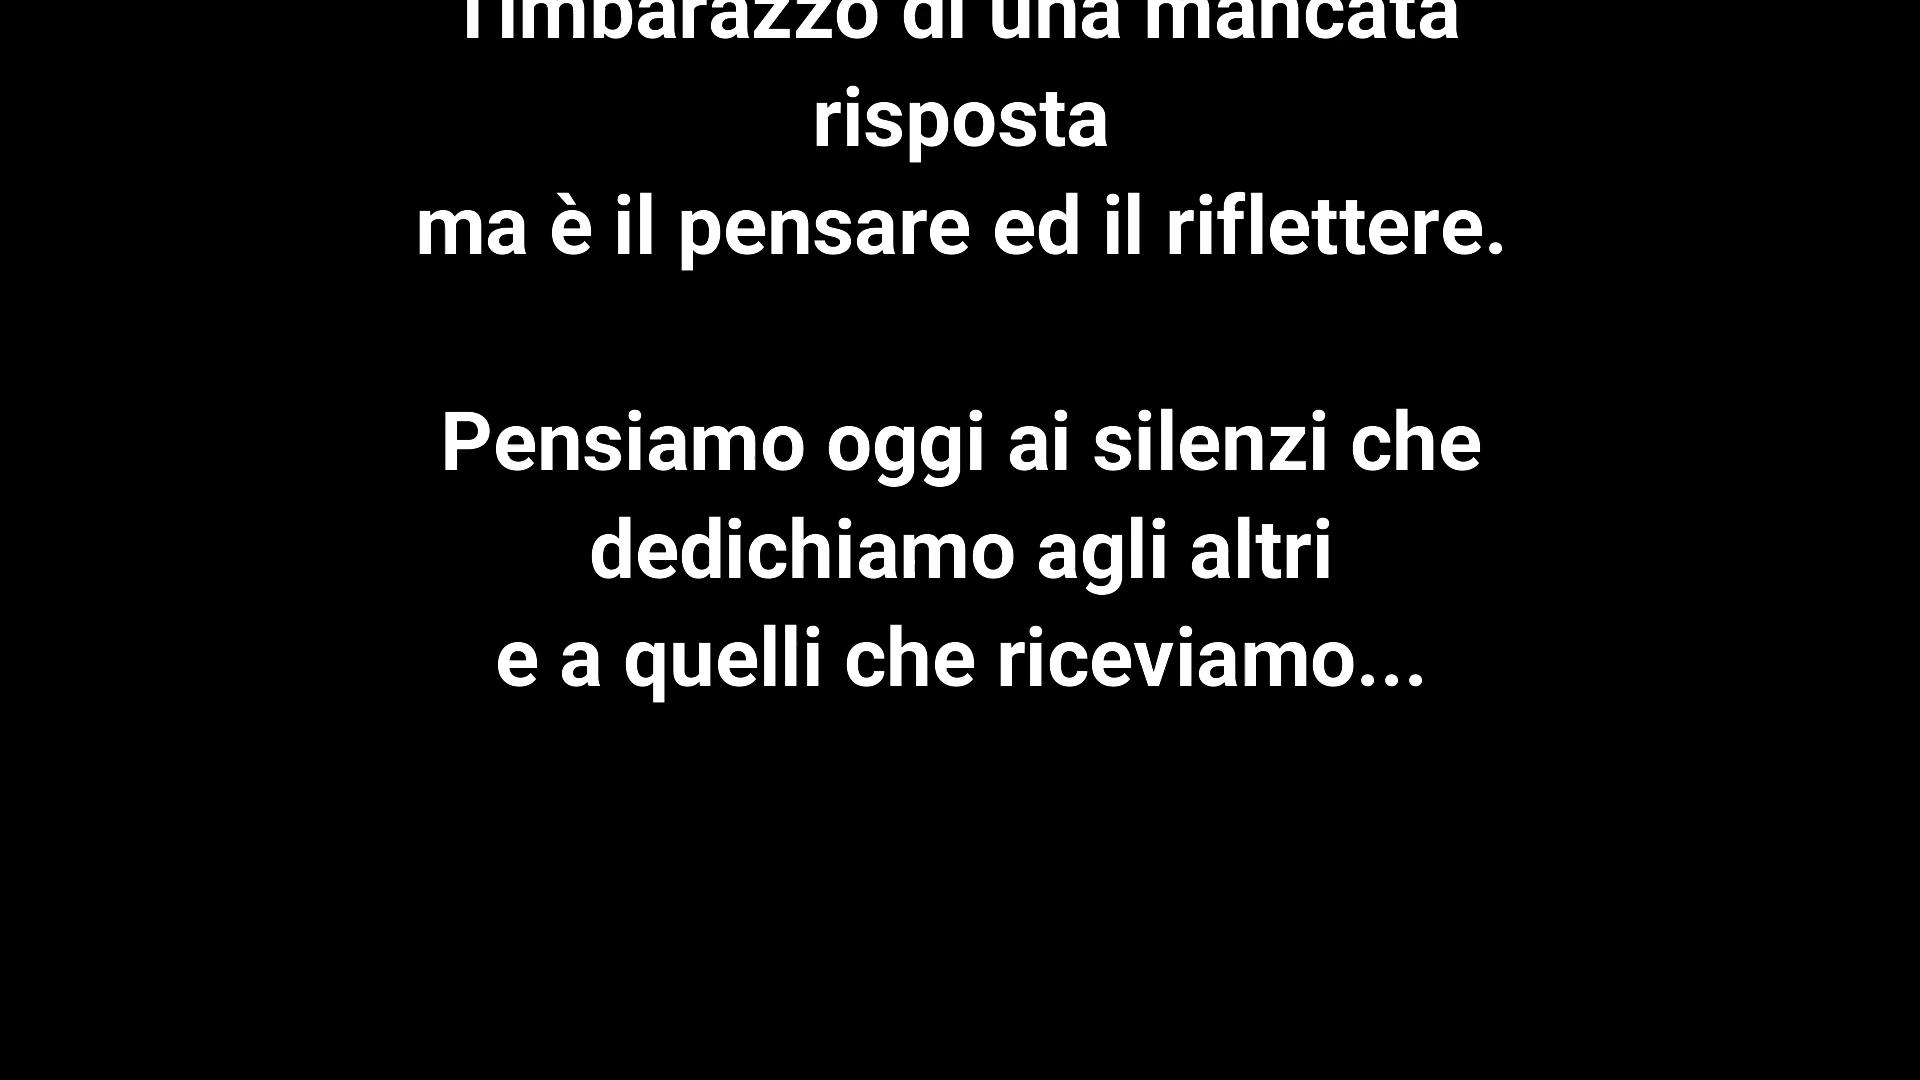 l'imbarazzo di una mancata
risposta
ma è il pensare ed il riflettere.
Pensiamo oggi ai silenzi che
dedichiamo agli altri
e a quelli che riceviamo...